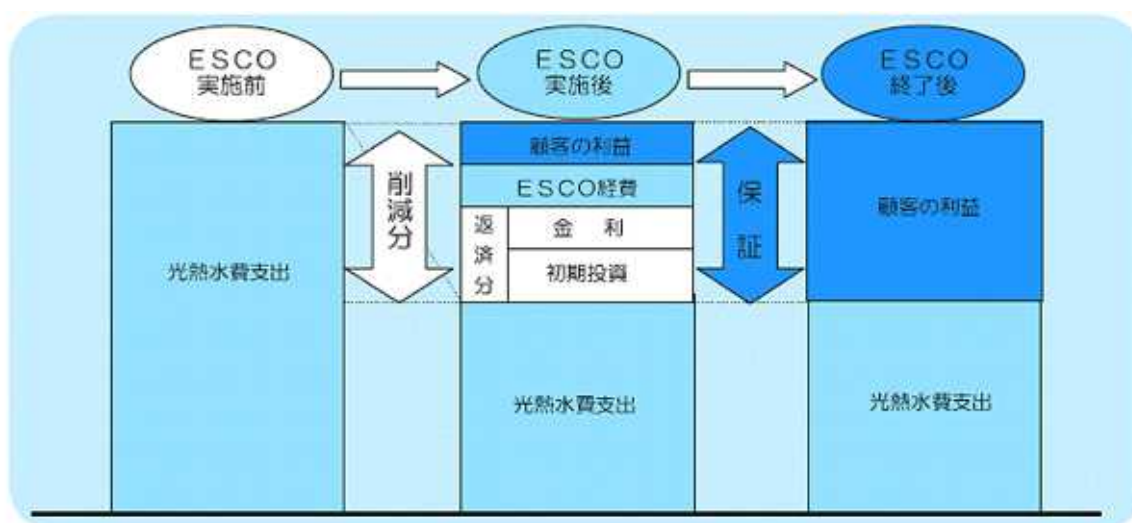 ESCO
実施前
ESCO
実施後
ESCO
終了後
光熱水費支出
削減分
顧客の利益
ESCO経費
返済分
金 利
初期投資
光熱水費支出
保証
顧客の利益
光熱水費支出